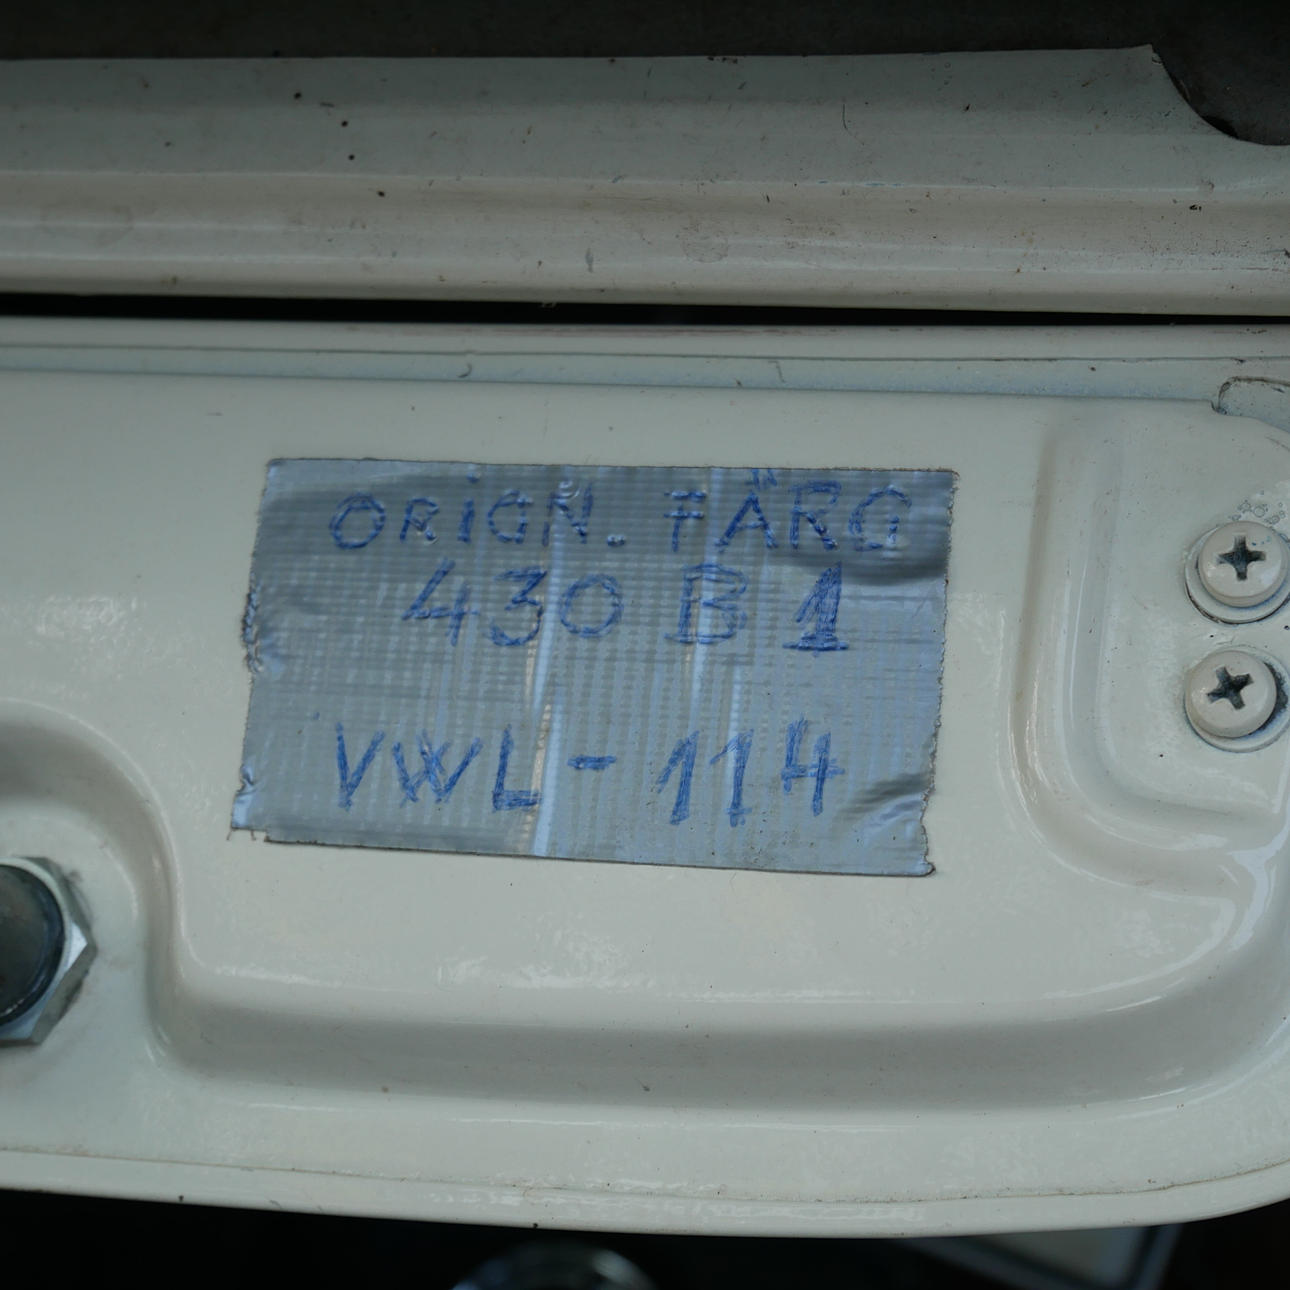 ORIGN. FÄRG
430 B 1
VWL-114